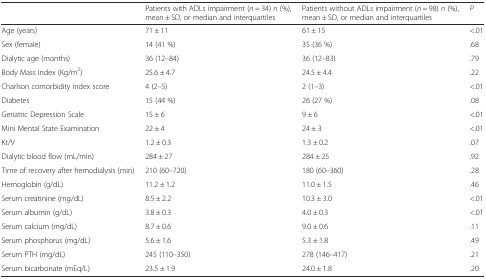 Patients with ADLs impairment (n = 34) n (%), mean ± SD, or median and interquartiles | Patients without ADLs impairment (n = 98) n (%), mean ± SD, or median and interquartiles | P
Age (years) | 71 ± 11 | 61 ± 15 | <.01
Sex (female) | 14 (41 %) | 35 (36 %) | .68
Dialytic age (months) | 36 (12–84) | 36 (12–83) | .79
Body Mass Index (Kg/m²) | 25.6 ± 4.7 | 24.5 ± 4.4 | .22
Charlson comorbidity index score | 4 (2–5) | 2 (1–3) | <.01
Diabetes | 15 (44 %) | 26 (27 %) | .08
Geriatric Depression Scale | 15 ± 6 | 9 ± 6 | <.01
Mini Mental State Examination | 22 ± 4 | 24 ± 3 | <.01
Kt/V | 1.2 ± 0.3 | 1.3 ± 0.2 | .07
Dialytic blood flow (mL/min) | 284 ± 27 | 284 ± 25 | .92
Time of recovery after hemodialysis (min) | 210 (60–720) | 180 (60–360) | .28
Hemoglobin (g/dL) | 11.2 ± 1.2 | 11.0 ± 1.5 | .46
Serum creatinine (mg/dL) | 8.5 ± 2.2 | 10.3 ± 3.0 | <.01
Serum albumin (g/dL) | 3.8 ± 0.3 | 4.0 ± 0.3 | <.01
Serum calcium (mg/dL) | 8.7 ± 0.6 | 9.0 ± 0.6 | .11
Serum phosphorus (mg/dL) | 5.6 ± 1.6 | 5.3 ± 1.8 | .49
Serum PTH (mg/dL) | 245 (110–350) | 278 (146–417) | .21
Serum bicarbonate (mEq/L) | 23.5 ± 1.9 | 24.0 ± 1.8 | .20